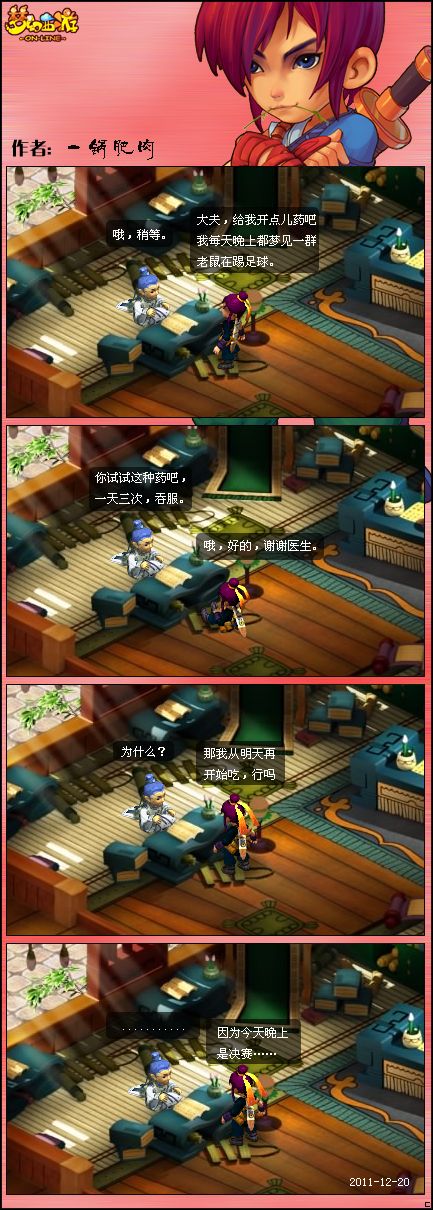 梦幻西游
-ON-LINE-
作者：一锅肥肉
大夫，给我开点儿药吧
我每天晚上都梦见一群
老鼠在踢足球。
哦，稍等。
你试试这种药吧，
一天三次，吞服。
哦，好的，谢谢医生。
那我从明天再
开始吃，行吗
为什么？
因为今天晚上
是决赛……
...........
2011-12-20